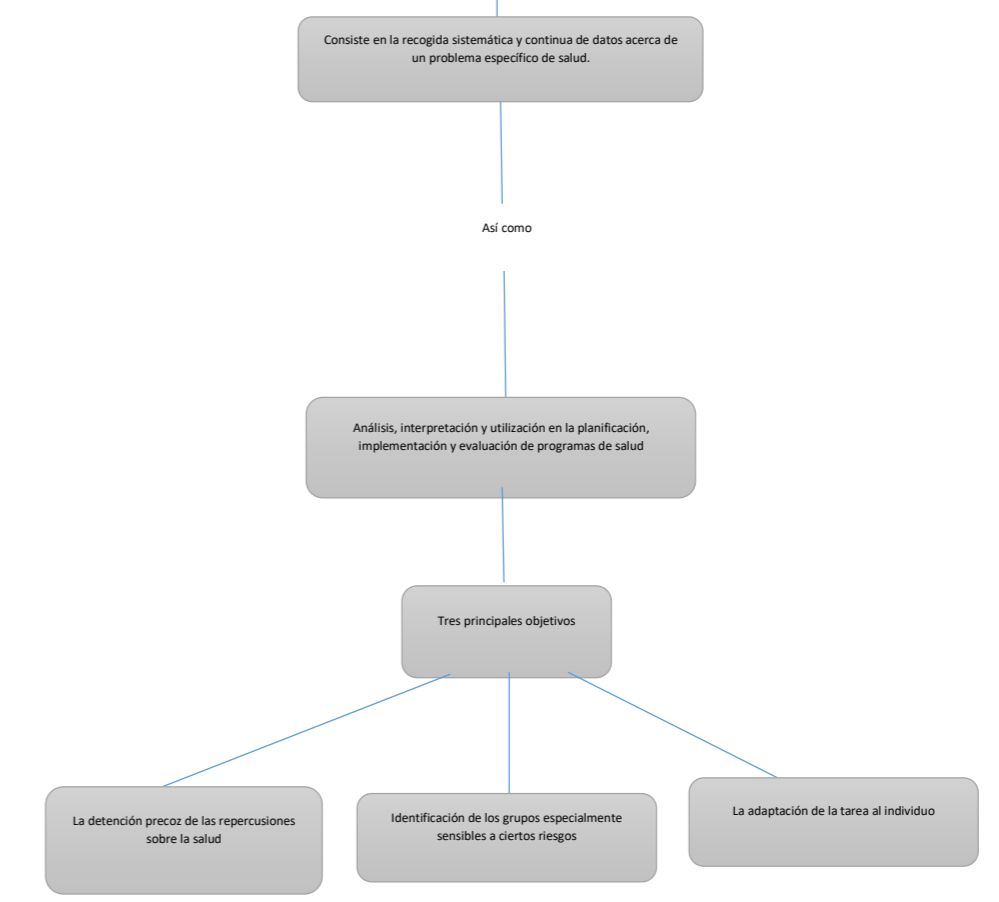 Consiste en la recogida sistemática y continua de datos acerca de
un problema específico de salud.
Así como
Análisis, interpretación y utilización en la planificación,
implementación y evaluación de programas de salud
Tres principales objetivos
La detención precoz de las repercusiones
sobre la salud
Identificación de los grupos especialmente
sensibles a ciertos riesgos
La adaptación de la tarea al individuo